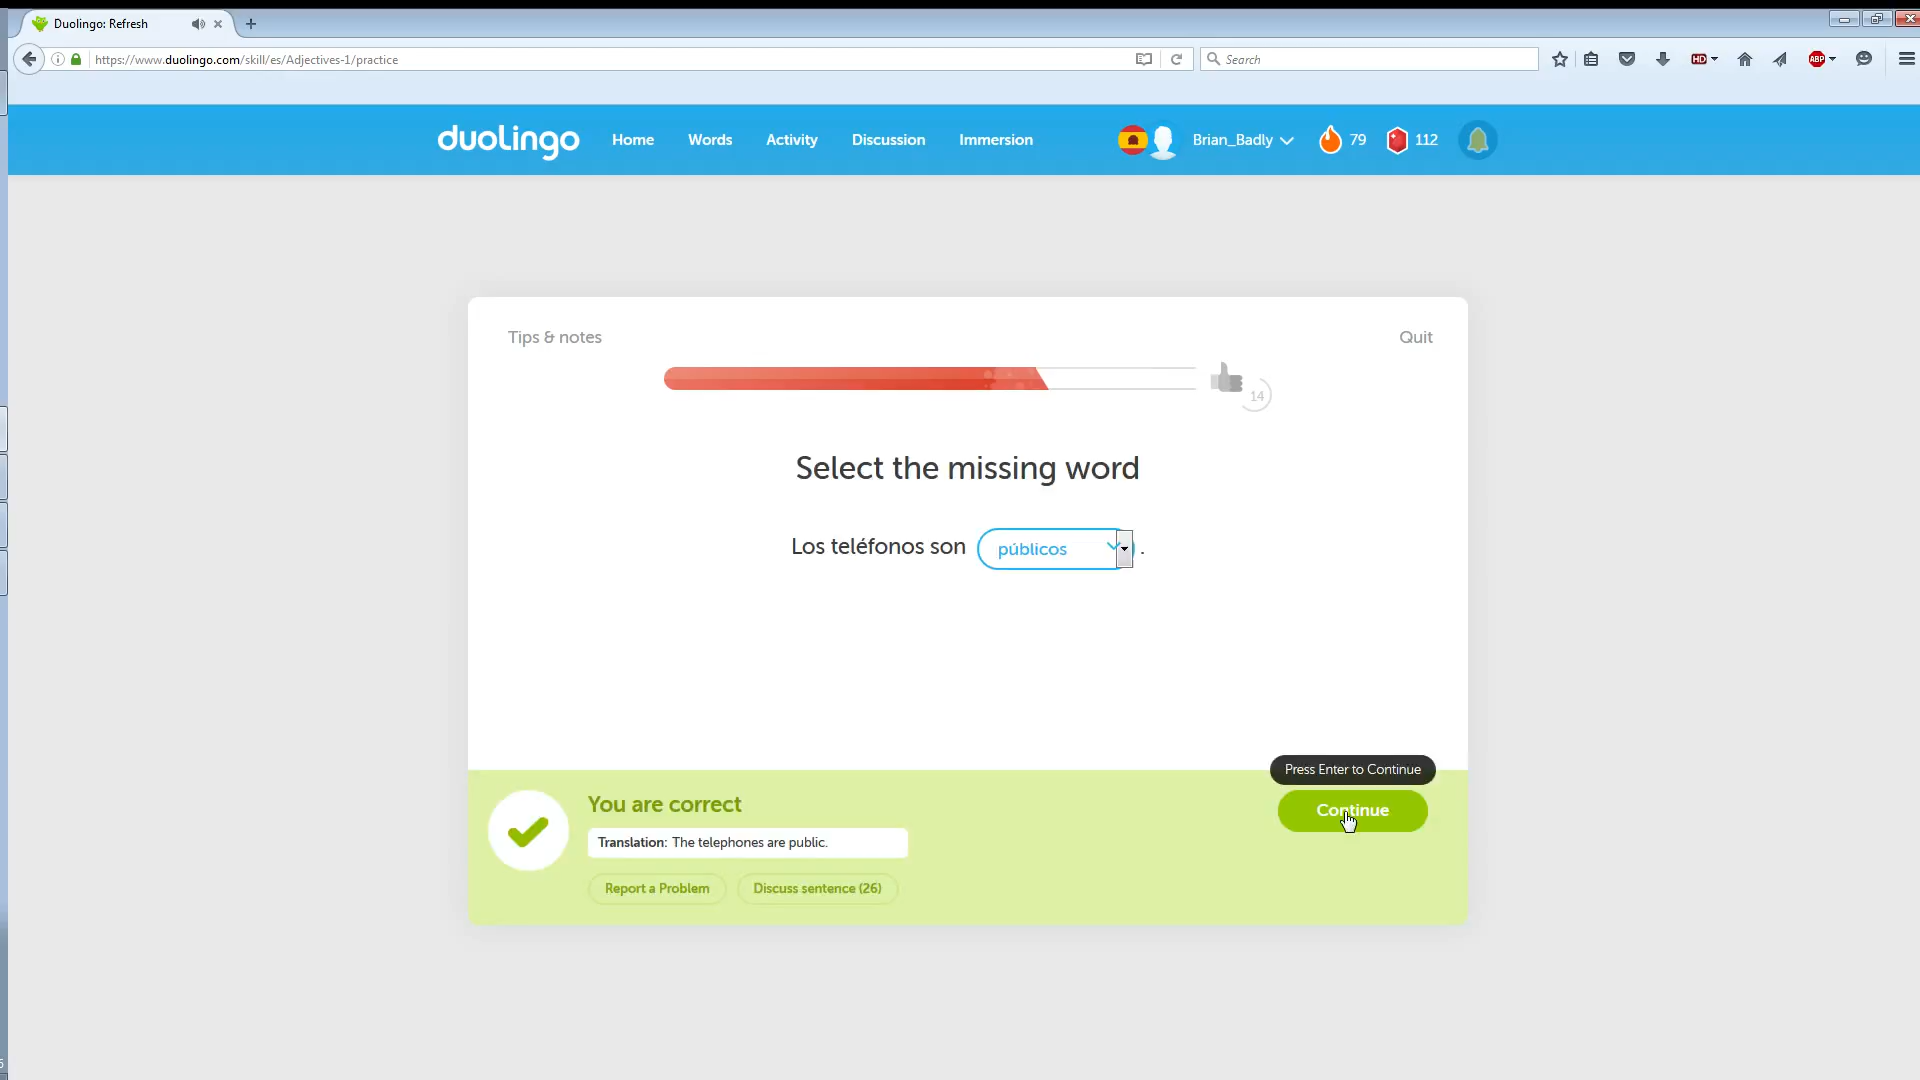 Duolingo: Refresh
https://www.duolingo.com/skill/es/Adjectives-1/practice
Search
HD
ABP
duolingo
Home Words Activity Discussion Immersion
Brian_Badly
79
112
Tips & notes
Quit
14
Select the missing word
Los teléfonos son públicos .
Press Enter to Continue
You are correct
Continue
Translation: The telephones are public.
Report a Problem
Discuss sentence (26)